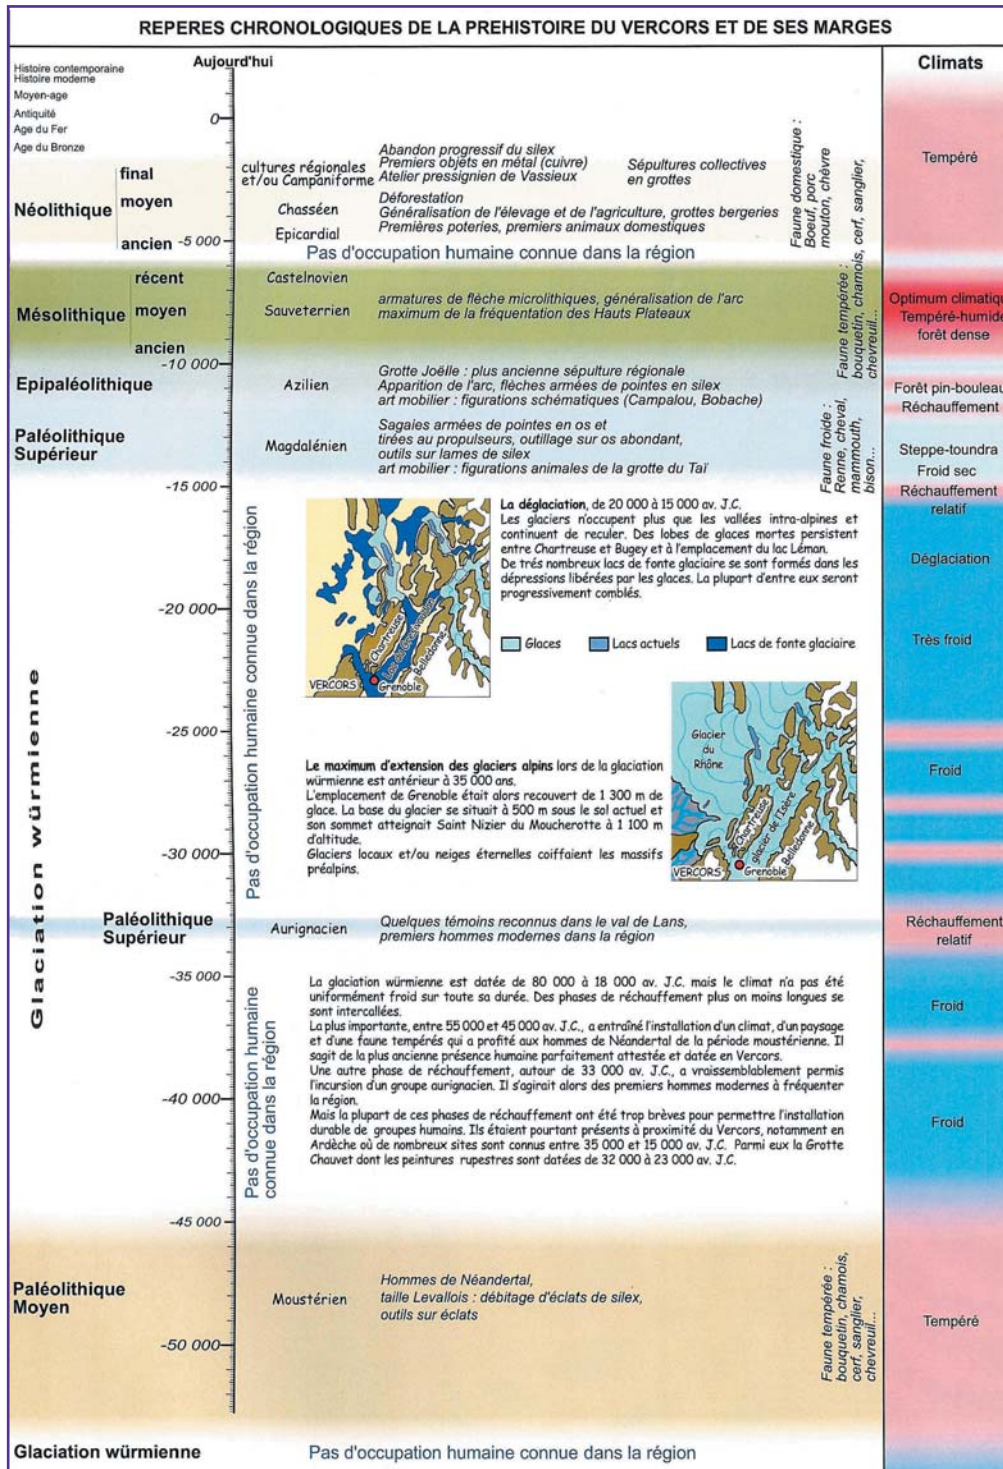 REPERES CHRONOLOGIQUES DE LA PREHISTOIRE DU VERCORS ET DE SES MARGES
Aujourd'hui
Climats
Histoire contemporaine
Histoire moderne
Moyen-age
Antiquité
0
Age du Fer
Age du Bronze
Tempéré
Néolithique
final
moyen
ancien
-5 000
cultures régionales
et/ou Campaniforme
Abandon progressif du silex
Premiers objets en métal (cuivre)
Atelier pressignien de Vassieux
Sépultures collectives
en grottes
Chasséen
Déforestation
Généralisation de l'élevage et de l'agriculture, grottes bergeries
Epicardial
Premières poteries, premiers animaux domestiques
Faune domestique :
Boeuf, porc
mouton, chèvre
Pas d'occupation humaine connue dans la région
Mésolithique
récent
moyen
ancien
Castelnovien
Sauveterrien
armatures de flèche microlithiques, généralisation de l'arc
maximum de la fréquentation des Hauts Plateaux
Faune tempérée :
bouquetin, chamois, cerf, sanglier,
chevreuil...
Optimum climatique
Tempéré-humide
forêt dense
-10 000
Epipaléolithique
Azilien
Grotte Joëlle : plus ancienne sépulture régionale
Apparition de l'arc, flèches armées de pointes en silex
art mobilier : figurations schématiques (Campalou, Bobache)
Forêt pin-bouleau
Réchauffement
Paléolithique
Supérieur
Magdalénien
Sagaies armées de pointes en os et
tirées au propulseurs, outillage sur os abondant,
outils sur lames de silex
art mobilier : figurations animales de la grotte du Taï
Faune froide :
Renne, cheval,
mammouth,
bison...
Steppe-toundra
Froid sec
-15 000
Réchauffement
relatif
Glaciation würmienne
Pas d'occupation humaine connue dans la région
La déglaciation, de 20 000 à 15 000 av. J.C.
Les glaciers n'occupent plus que les vallées intra-alpines et
continuent de reculer. Des lobes de glaces mortes persistent
entre Chartreuse et Bugey et à l'emplacement du lac Léman.
De trés nombreux lacs de fonte glaciaire se sont formés dans les
dépressions libérées par les glaces. La plupart d'entre eux seront
progressivement comblés.
Glaces
Lacs actuels
Lacs de fonte glaciaire
Chartreuse
Belledonne
VERCORS
Grenoble
Déglaciation
-20 000
Très froid
-25 000
Le maximum d'extension des glaciers alpins lors de la glaciation
würmienne est antérieur à 35 000 ans.
L'emplacement de Grenoble était alors recouvert de 1 300 m de
glace. La base du glacier se situait à 500 m sous le sol actuel et
son sommet atteignait Saint Nizier du Moucherotte à 1 100 m
d'altitude.
Glaciers locaux et/ou neiges éternelles coiffaient les massifs
préalpins.
Glacier
du
Rhône
Chartreuse
glacier de l'Isère
Belledonne
VERCORS
Grenoble
Froid
-30 000
Paléolithique
Supérieur
Aurignacien
Quelques témoins reconnus dans le val de Lans,
premiers hommes modernes dans la région
Réchauffement
relatif
-35 000
Pas d'occupation humaine
connue dans la région
La glaciation würmienne est datée de 80 000 à 18 000 av. J.C. mais le climat n'a pas été
uniformément froid sur toute sa durée. Des phases de réchauffement plus on moins longues se
sont intercallées.
La plus importante, entre 55 000 et 45 000 av. J.C., a entraîné l'installation d'un climat, d'un paysage
et d'une faune tempérés qui a profité aux hommes de Néandertal de la période moustérienne. Il
sagit de la plus ancienne présence humaine parfaitement attestée et datée en Vercors.
Une autre phase de réchauffement, autour de 33 000 av. J.C., a vraissemblablement permis
l'incursion d'un groupe aurignacien. Il s'agirait alors des premiers hommes modernes à fréquenter
la région.
Mais la plupart de ces phases de réchauffement ont été trop brèves pour permettre l'installation
durable de groupes humains. Ils étaient pourtant présents à proximité du Vercors, notamment en
Ardèche où de nombreux sites sont connus entre 35 000 et 15 000 av. J.C. Parmi eux la Grotte
Chauvet dont les peintures rupestres sont datées de 32 000 à 23 000 av. J.C.
Froid
-40 000
Froid
-45 000
Paléolithique
Moyen
Moustérien
Hommes de Néandertal,
taille Levallois : débitage d'éclats de silex,
outils sur éclats
Faune tempérée :
bouquetin, chamois,
cerf, sanglier,
chevreuil...
Tempéré
-50 000
Glaciation würmienne
Pas d'occupation humaine connue dans la région